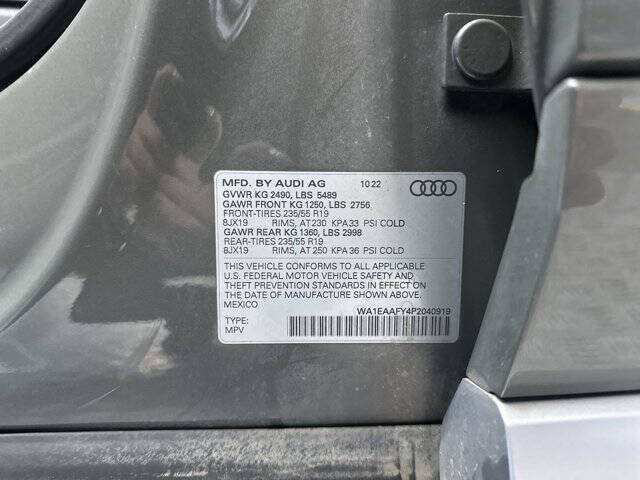 MFD. BY AUDI AG 10 22
GVWR KG 2490, LBS 5489
GAWR FRONT KG 1250, LBS 2756
FRONT-TIRES 235/55 R19
8JX19 RIMS, AT 230 KPA 33 PSI COLD
GAWR REAR KG 1360, LBS 2998
REAR-TIRES 235/55 R19
8JX19 RIMS, AT 250 KPA 36 PSI COLD
THIS VEHICLE CONFORMS TO ALL APPLICABLE
U.S. FEDERAL MOTOR VEHICLE SAFETY AND
THEFT PREVENTION STANDARDS IN EFFECT ON
THE DATE OF MANUFACTURE SHOWN ABOVE.
MEXICO
WA1EAAFY4P2040919
TYPE:
MPV